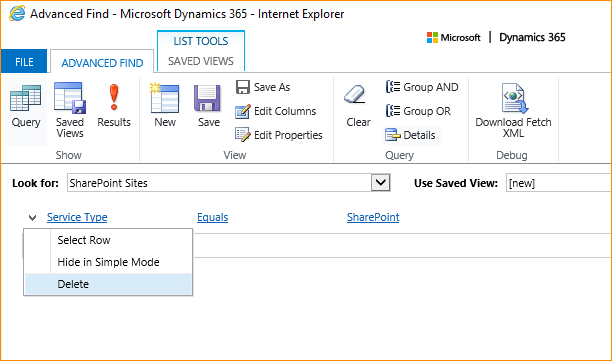 Advanced Find - Microsoft Dynamics 365 - Internet Explorer
LIST TOOLS
Microsoft | Dynamics 365
FILE ADVANCED FIND SAVED VIEWS
Query Saved Views Results New Save Save As Edit Columns Edit Properties Clear Group AND Group OR Details Download Fetch XML
Show View Query Debug
Look for: SharePoint Sites Use Saved View: [new]
Service Type Equals SharePoint
Select Row
Hide in Simple Mode
Delete